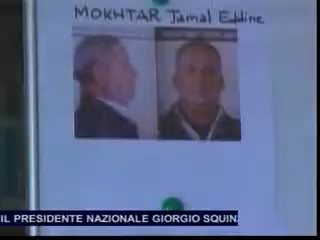 MOKHTAR Jamal Eddine
IL PRESIDENTE NAZIONALE GIORGIO SQUIN